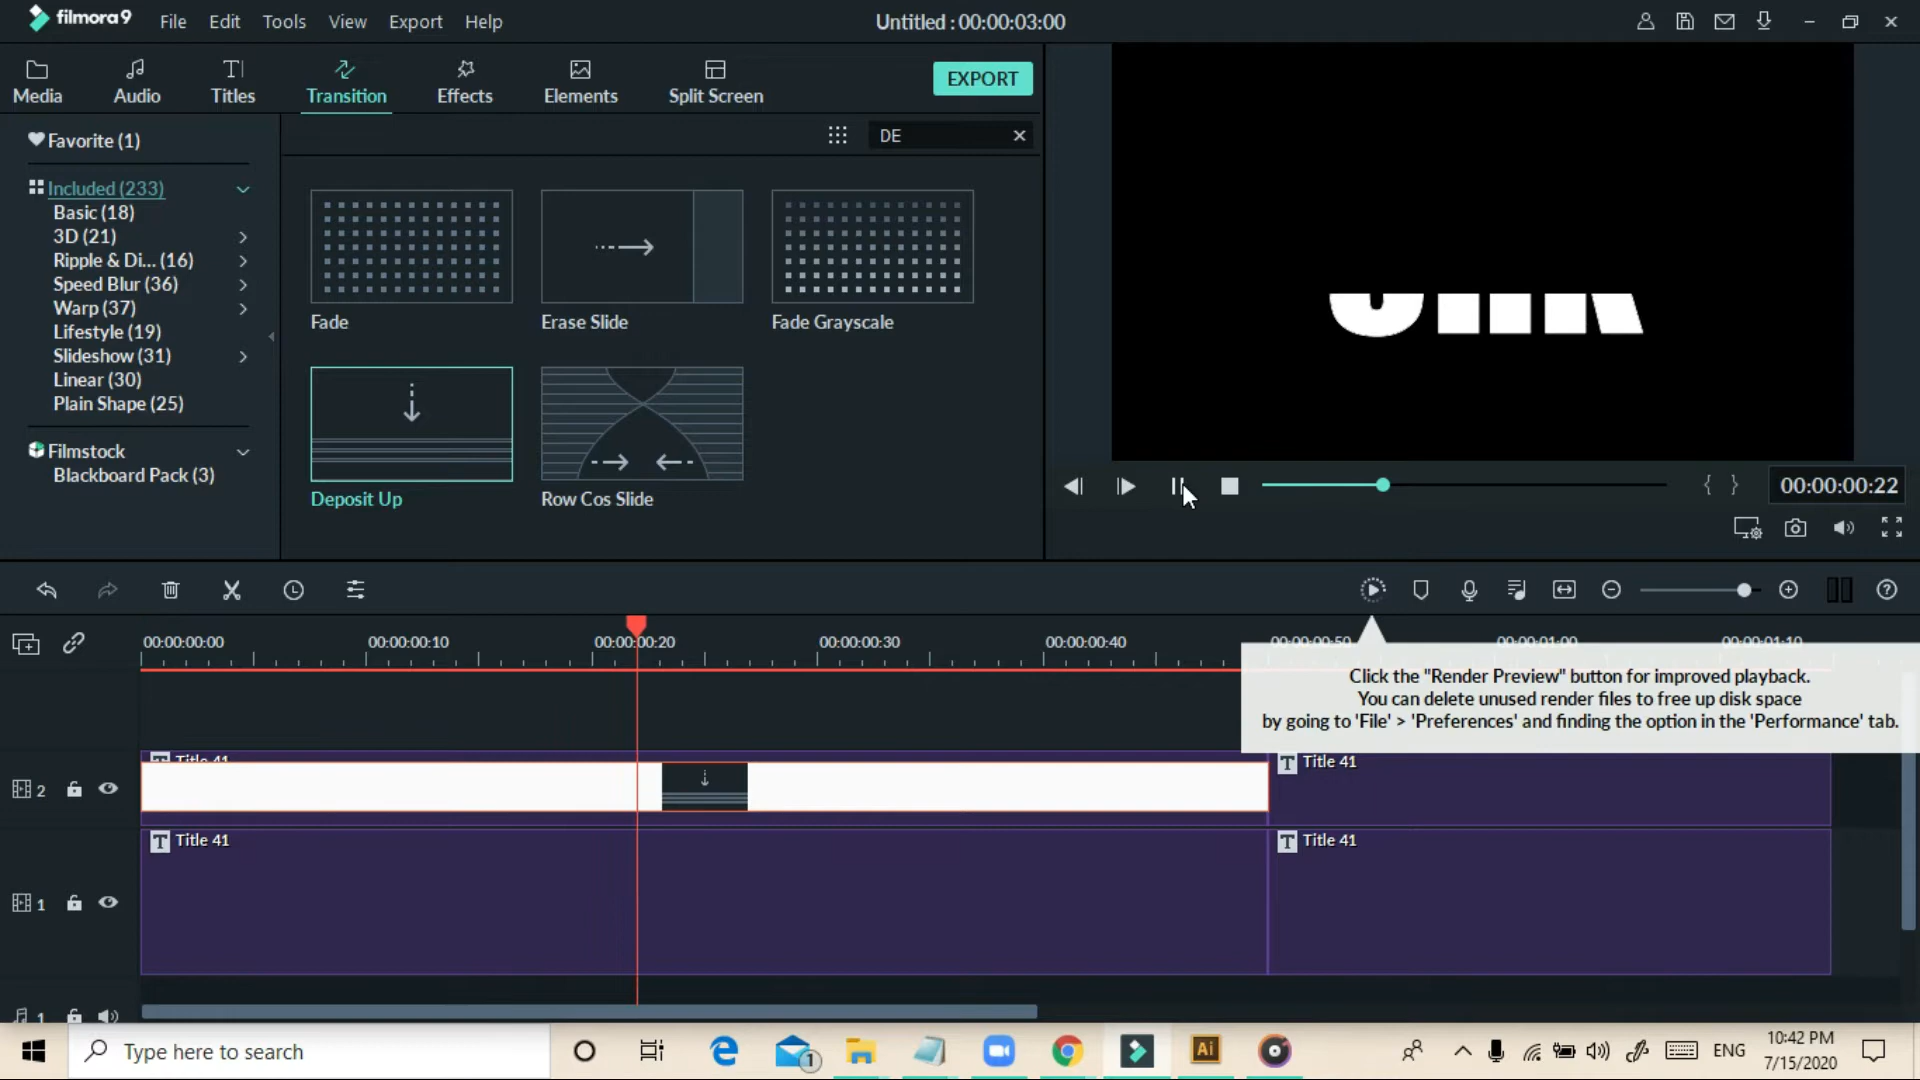 filmora9 File Edit Tools View Export Help Untitled : 00:00:03:00
Media Audio Titles Transition Effects Elements Split Screen EXPORT
Favorite (1)
DE
Included (233)
Basic (18)
3D (21)
Ripple & Di... (16)
Speed Blur (36)
Warp (37)
Lifestyle (19)
Slideshow (31)
Linear (30)
Plain Shape (25)
Filmstock
Blackboard Pack (3)
Fade Erase Slide Fade Grayscale
Deposit Up Row Cos Slide
00:00:00:22
00:00:00:00 00:00:00:10 00:00:00:20 00:00:00:30 00:00:00:40 00:00:00:50 00:00:01:00 00:00:01:10
Click the "Render Preview" button for improved playback.
You can delete unused render files to free up disk space
by going to 'File' > 'Preferences' and finding the option in the 'Performance' tab.
2 Title 41 Title 41
1 Title 41 Title 41
1
Type here to search
1
Ai
ENG
10:42 PM
7/15/2020